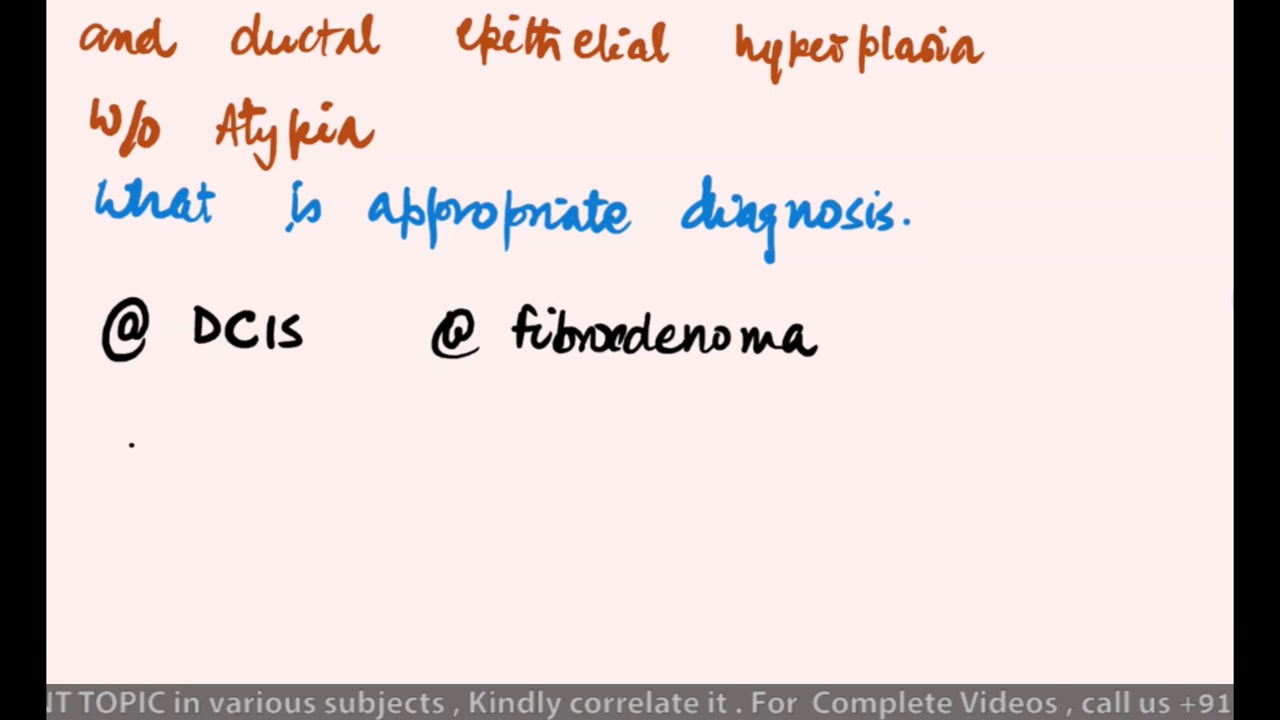 and ductal epithelial hyperplasia
W/o Atypia
What is appropriate diagnosis.
@ DCIS @ fibroadenoma
NT TOPIC in various subjects , Kindly correlate it . For Complete Videos , call us +91